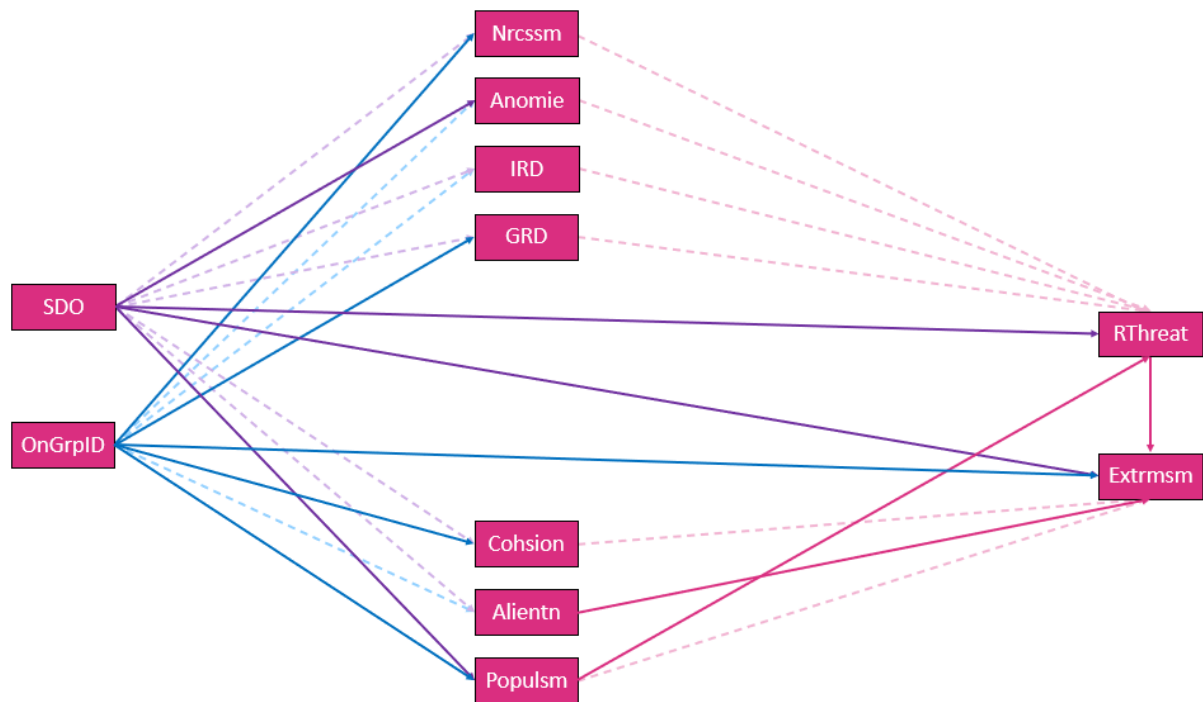 Nrcssm
Anomie
IRD
GRD
SDO
RThreat
OnGrpID
Extrmsm
Cohsion
Alientn
Populsm